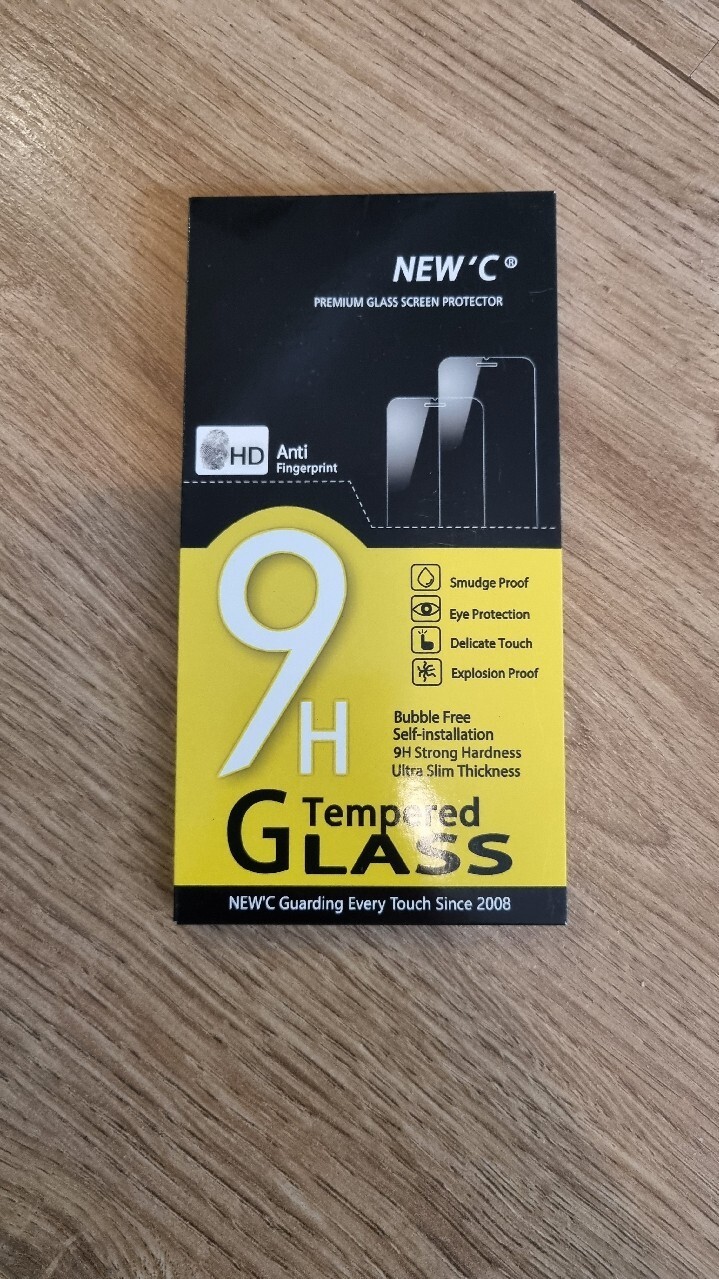 NEW'C®
PREMIUM GLASS SCREEN PROTECTOR
HD
Anti
Fingerprint
9H
Smudge Proof
Eye Protection
Delicate Touch
Explosion Proof
Bubble Free
Self-installation
9H Strong Hardness
Ultra Slim Thickness
Tempered
GLASS
NEW'C Guarding Every Touch Since 2008